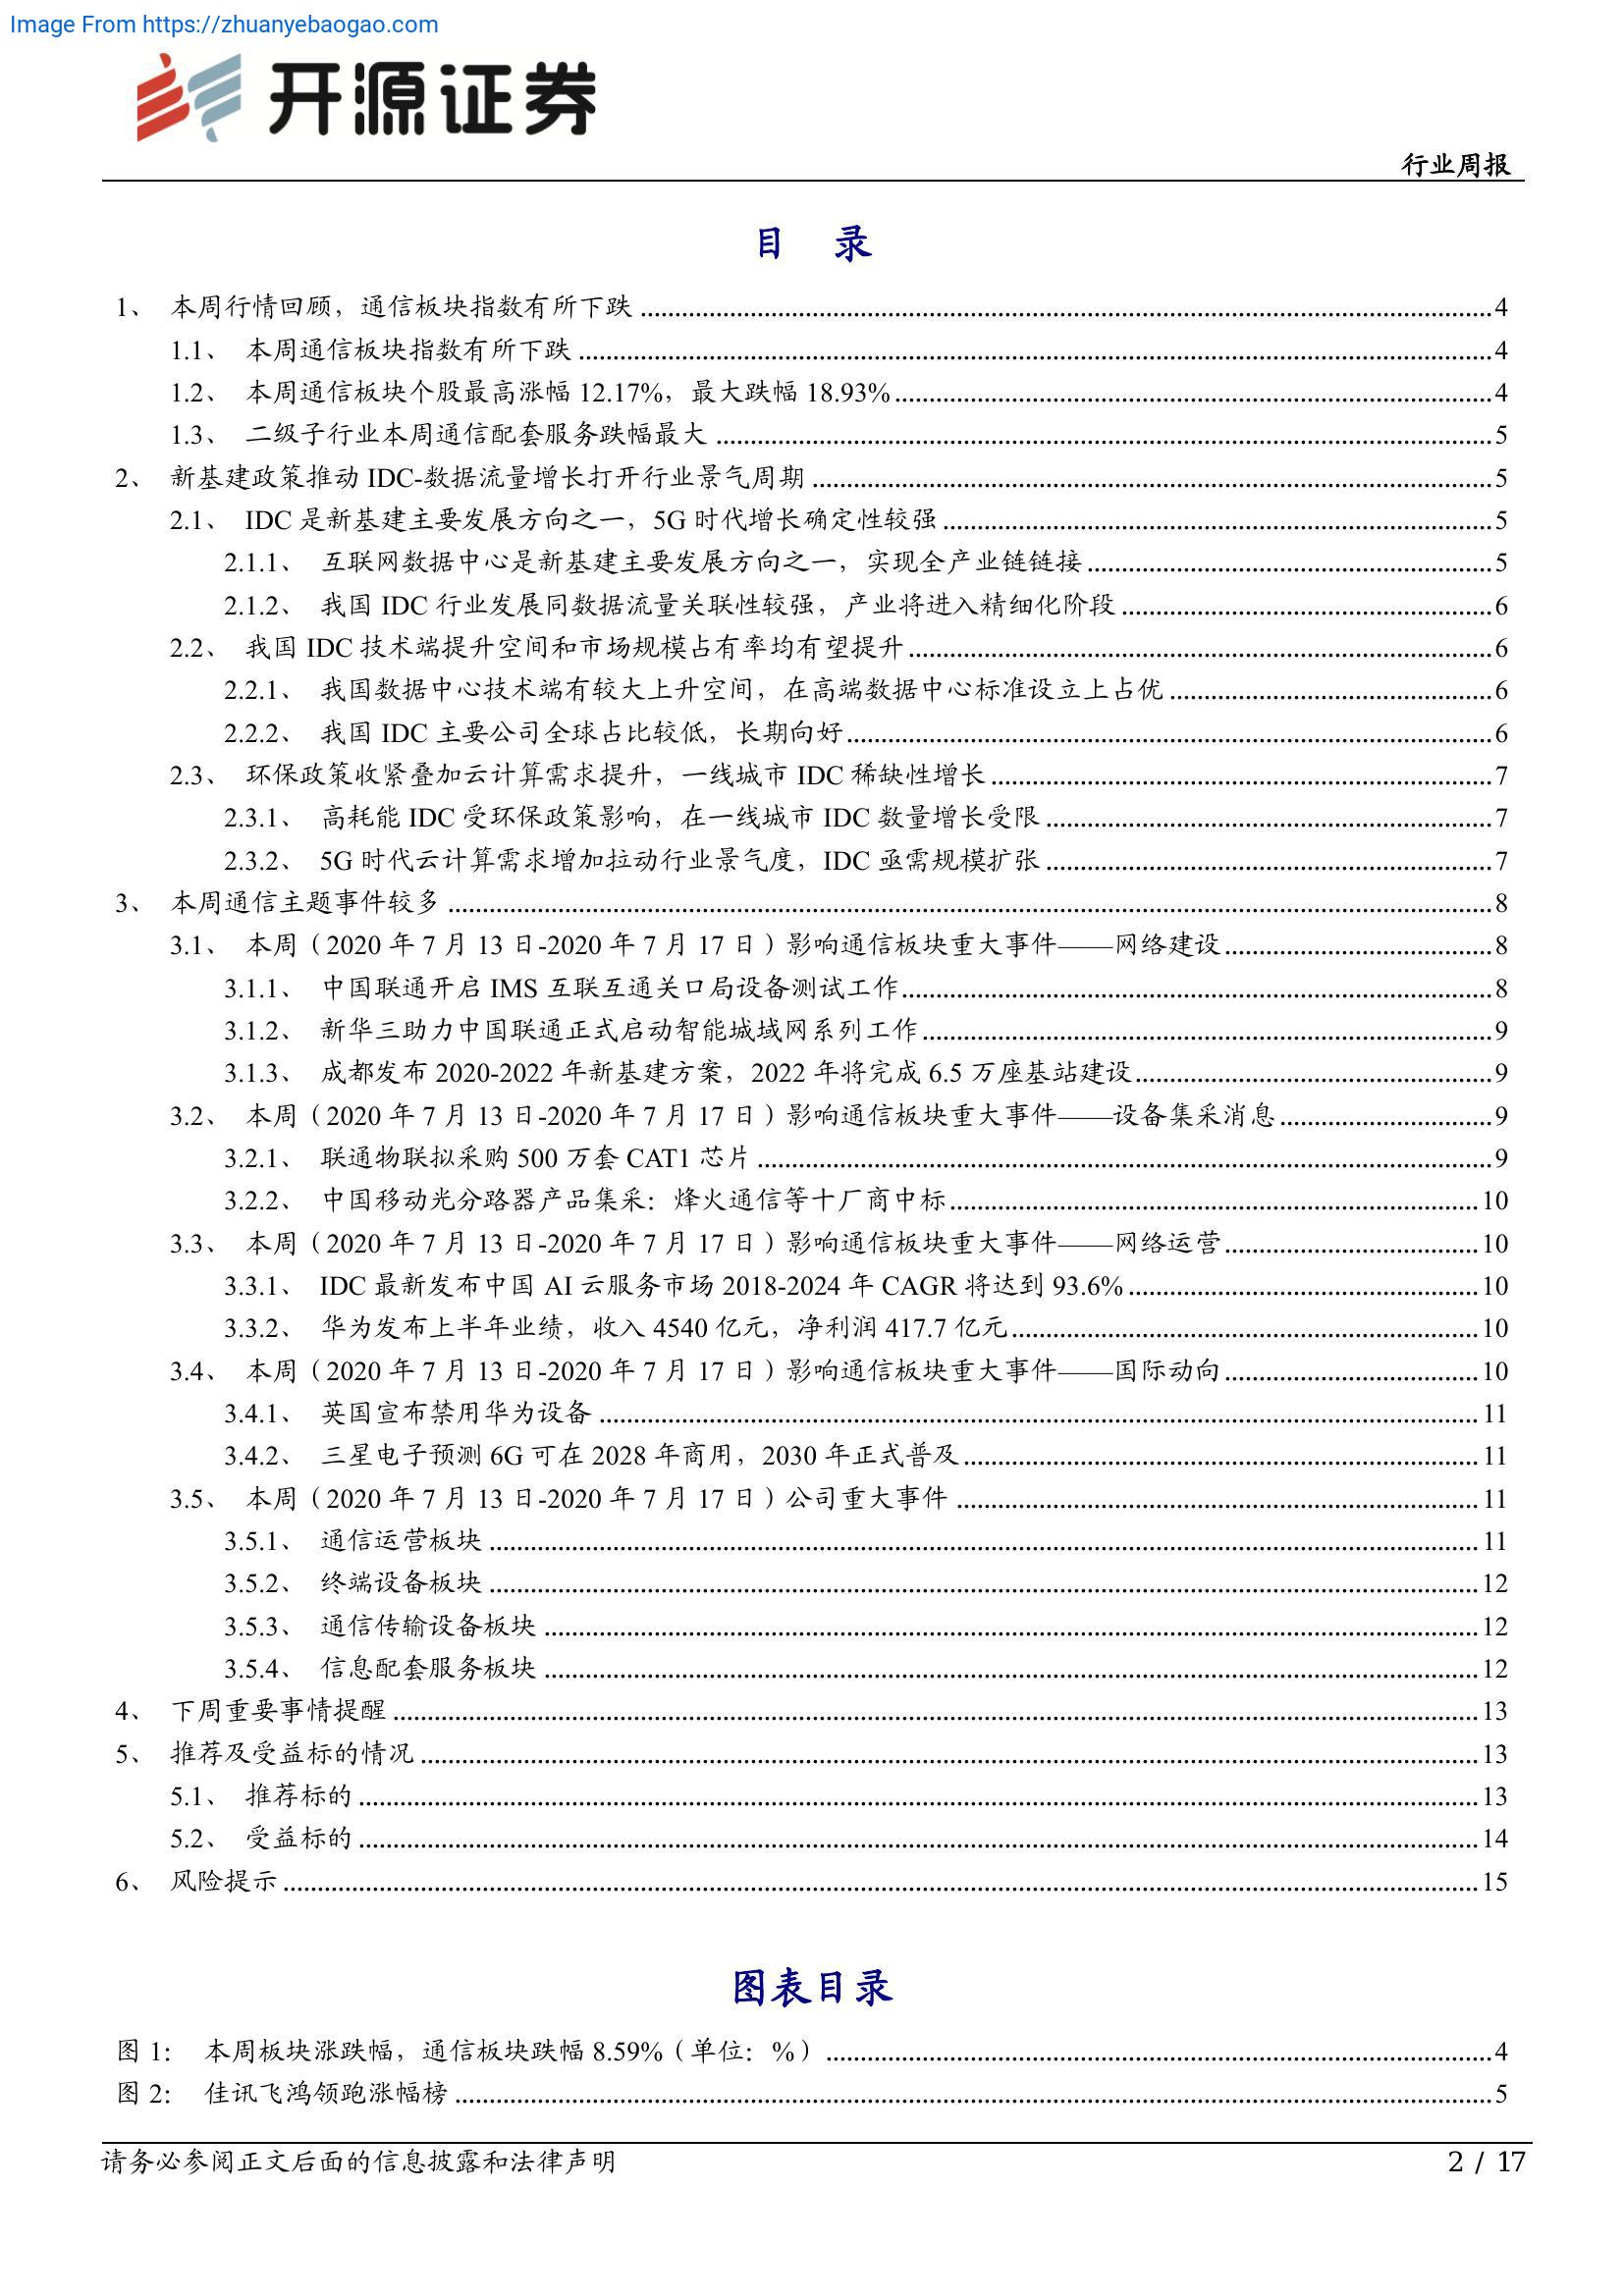 Image From https://zhuanyebaogao.com
开源证券
行业周报
目 录
1、 本周行情回顾，通信板块指数有所下跌 4
1.1、 本周通信板块指数有所下跌 4
1.2、 本周通信板块个股最高涨幅 12.17%，最大跌幅 18.93% 4
1.3、 二级子行业本周通信配套服务跌幅最大 5
2、 新基建政策推动 IDC-数据流量增长打开行业景气周期 5
2.1、 IDC 是新基建主要发展方向之一，5G 时代增长确定性较强 5
2.1.1、 互联网数据中心是新基建主要发展方向之一，实现全产业链链接 5
2.1.2、 我国 IDC 行业发展同数据流量关联性较强，产业将进入精细化阶段 6
2.2、 我国 IDC 技术端提升空间和市场规模占有率均有望提升 6
2.2.1、 我国数据中心技术端有较大上升空间，在高端数据中心标准设立上占优 6
2.2.2、 我国 IDC 主要公司全球占比较低，长期向好 6
2.3、 环保政策收紧叠加云计算需求提升，一线城市 IDC 稀缺性增长 7
2.3.1、 高耗能 IDC 受环保政策影响，在一线城市 IDC 数量增长受限 7
2.3.2、 5G 时代云计算需求增加拉动行业景气度，IDC 亟需规模扩张 7
3、 本周通信主题事件较多 8
3.1、 本周（2020 年 7 月 13 日-2020 年 7 月 17 日）影响通信板块重大事件——网络建设 8
3.1.1、 中国联通开启 IMS 互联互通关口局设备测试工作 8
3.1.2、 新华三助力中国联通正式启动智能城域网系列工作 9
3.1.3、 成都发布 2020-2022 年新基建方案，2022 年将完成 6.5 万座基站建设 9
3.2、 本周（2020 年 7 月 13 日-2020 年 7 月 17 日）影响通信板块重大事件——设备集采消息 9
3.2.1、 联通物联拟采购 500 万套 CAT1 芯片 9
3.2.2、 中国移动光分路器产品集采：烽火通信等十厂商中标 10
3.3、 本周（2020 年 7 月 13 日-2020 年 7 月 17 日）影响通信板块重大事件——网络运营 10
3.3.1、 IDC 最新发布中国 AI 云服务市场 2018-2024 年 CAGR 将达到 93.6% 10
3.3.2、 华为发布上半年业绩，收入 4540 亿元，净利润 417.7 亿元 10
3.4、 本周（2020 年 7 月 13 日-2020 年 7 月 17 日）影响通信板块重大事件——国际动向 10
3.4.1、 英国宣布禁用华为设备 11
3.4.2、 三星电子预测 6G 可在 2028 年商用，2030 年正式普及 11
3.5、 本周（2020 年 7 月 13 日-2020 年 7 月 17 日）公司重大事件 11
3.5.1、 通信运营板块 11
3.5.2、 终端设备板块 12
3.5.3、 通信传输设备板块 12
3.5.4、 信息配套服务板块 12
4、 下周重要事情提醒 13
5、 推荐及受益标的情况 13
5.1、 推荐标的 13
5.2、 受益标的 14
6、 风险提示 15
图表目录
图 1： 本周板块涨跌幅，通信板块跌幅 8.59%（单位：%） 4
图 2： 佳讯飞鸿领跑涨幅榜 5
请务必参阅正文后面的信息披露和法律声明 2 / 17